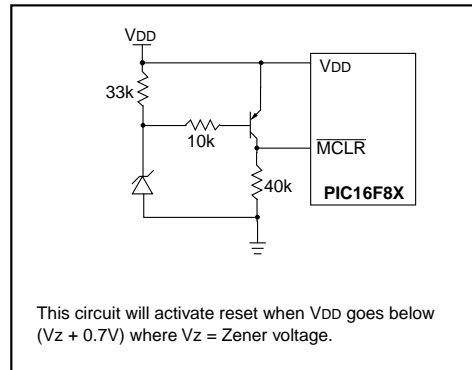 VDD
VDD
33k
10k
MCLR
40k
PIC16F8X
This circuit will activate reset when VDD goes below
(Vz + 0.7V) where Vz = Zener voltage.